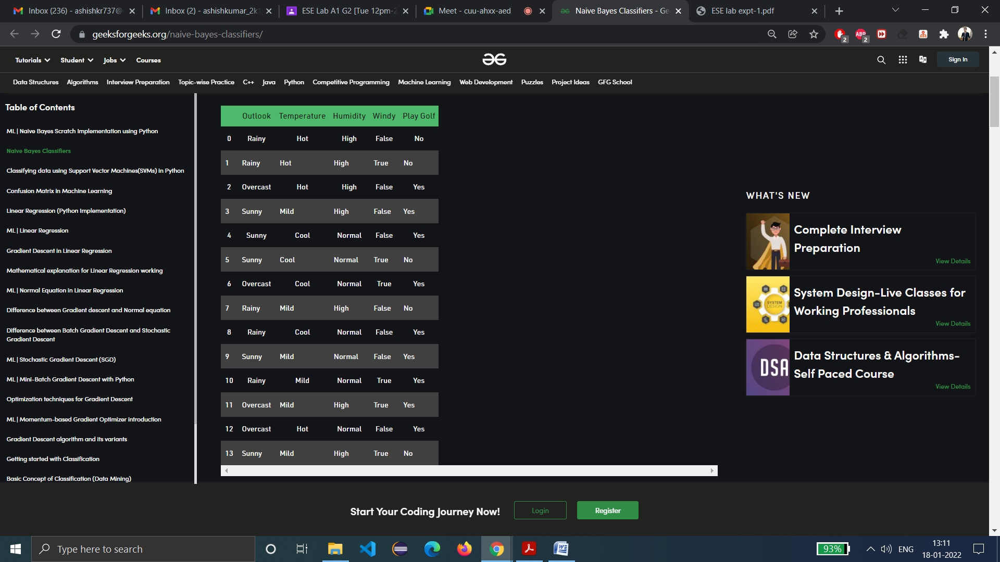 Inbox (236) - ashishkr737@
Inbox (2) - ashishkumar_2k1
ESE Lab A1 G2 [Tue 12pm-2
Meet - cuu-ahxx-aed
Naive Bayes Classifiers - Ge
ESE lab expt-1.pdf
geeksforgeeks.org/naive-bayes-classifiers/
2
ABP
2
Tutorials Student Jobs Courses
Sign In
Data Structures Algorithms Interview Preparation Topic-wise Practice C++ Java Python Competitive Programming Machine Learning Web Development Puzzles Project Ideas GFG School
Table of Contents
ML | Naive Bayes Scratch Implementation using Python
Naive Bayes Classifiers
Classifying data using Support Vector Machines(SVMs) in Python
Confusion Matrix in Machine Learning
Linear Regression (Python Implementation)
ML | Linear Regression
Gradient Descent in Linear Regression
Mathematical explanation for Linear Regression working
ML | Normal Equation in Linear Regression
Difference between Gradient descent and Normal equation
Difference between Batch Gradient Descent and Stochastic
Gradient Descent
ML | Stochastic Gradient Descent (SGD)
ML | Mini-Batch Gradient Descent with Python
Optimization techniques for Gradient Descent
ML | Momentum-based Gradient Optimizer introduction
Gradient Descent algorithm and its variants
Getting started with Classification
Basic Concept of Classification (Data Mining)
Outlook Temperature Humidity Windy Play Golf
0 Rainy Hot High False No
1 Rainy Hot High True No
2 Overcast Hot High False Yes
3 Sunny Mild High False Yes
4 Sunny Cool Normal False Yes
5 Sunny Cool Normal True No
6 Overcast Cool Normal True Yes
7 Rainy Mild High False No
8 Rainy Cool Normal False Yes
9 Sunny Mild Normal False Yes
10 Rainy Mild Normal True Yes
11 Overcast Mild High True Yes
12 Overcast Hot Normal False Yes
13 Sunny Mild High True No
WHAT'S NEW
Complete Interview
Preparation
View Details
SYSTEM
DESIGN
System Design-Live Classes for
Working Professionals
View Details
DSA
Data Structures & Algorithms-
Self Paced Course
View Details
Start Your Coding Journey Now!
Login
Register
Type here to search
93%
ENG
13:11
18-01-2022